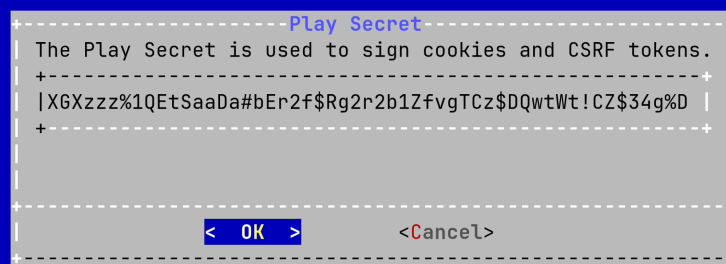 Play Secret
The Play Secret is used to sign cookies and CSRF tokens.
XGXzzz%1QEtSaaDa#bEr2f$Rg2r2b1ZfvgTCz$DQwtWt!CZ$34g%D
< OK > <Cancel>